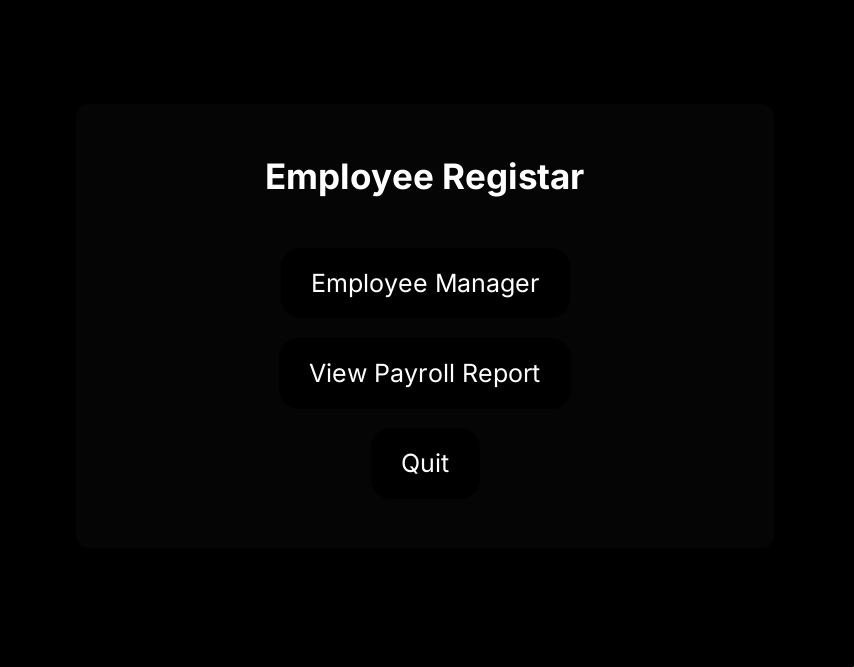 Employee Registar
Employee Manager
View Payroll Report
Quit